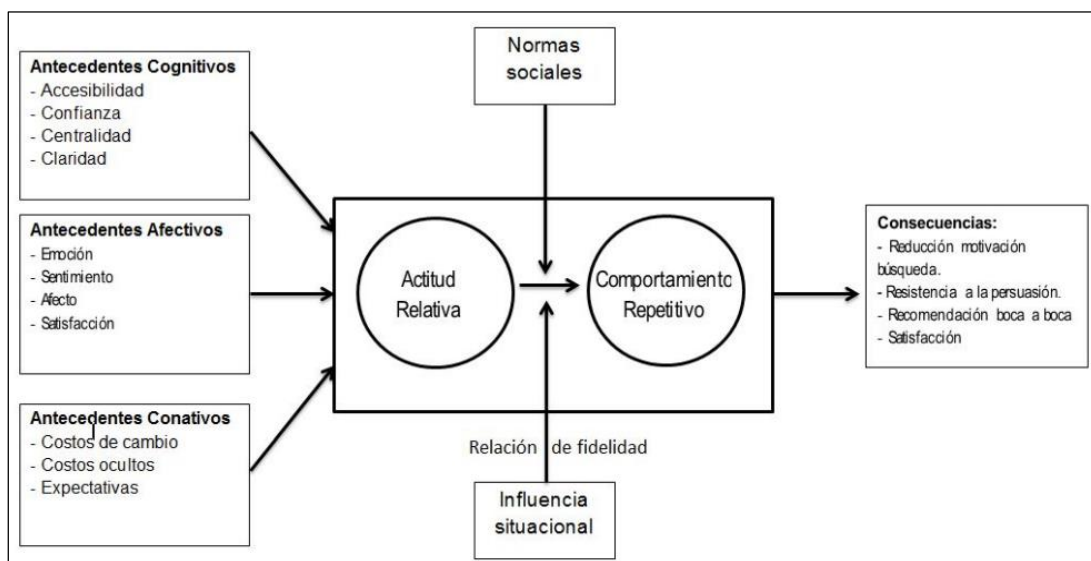 Antecedentes Cognitivos
- Accesibilidad
- Confianza
- Centralidad
- Claridad
Antecedentes Afectivos
- Emoción
- Sentimiento
- Afecto
- Satisfacción
Antecedentes Conativos
- Costos de cambio
- Costos ocultos
- Expectativas
Normas
sociales
Actitud
Relativa
Comportamiento
Repetitivo
Relación de fidelidad
Influencia
situacional
Consecuencias:
- Reducción motivación
búsqueda.
- Resistencia a la persuasión.
- Recomendación boca a boca
- Satisfacción